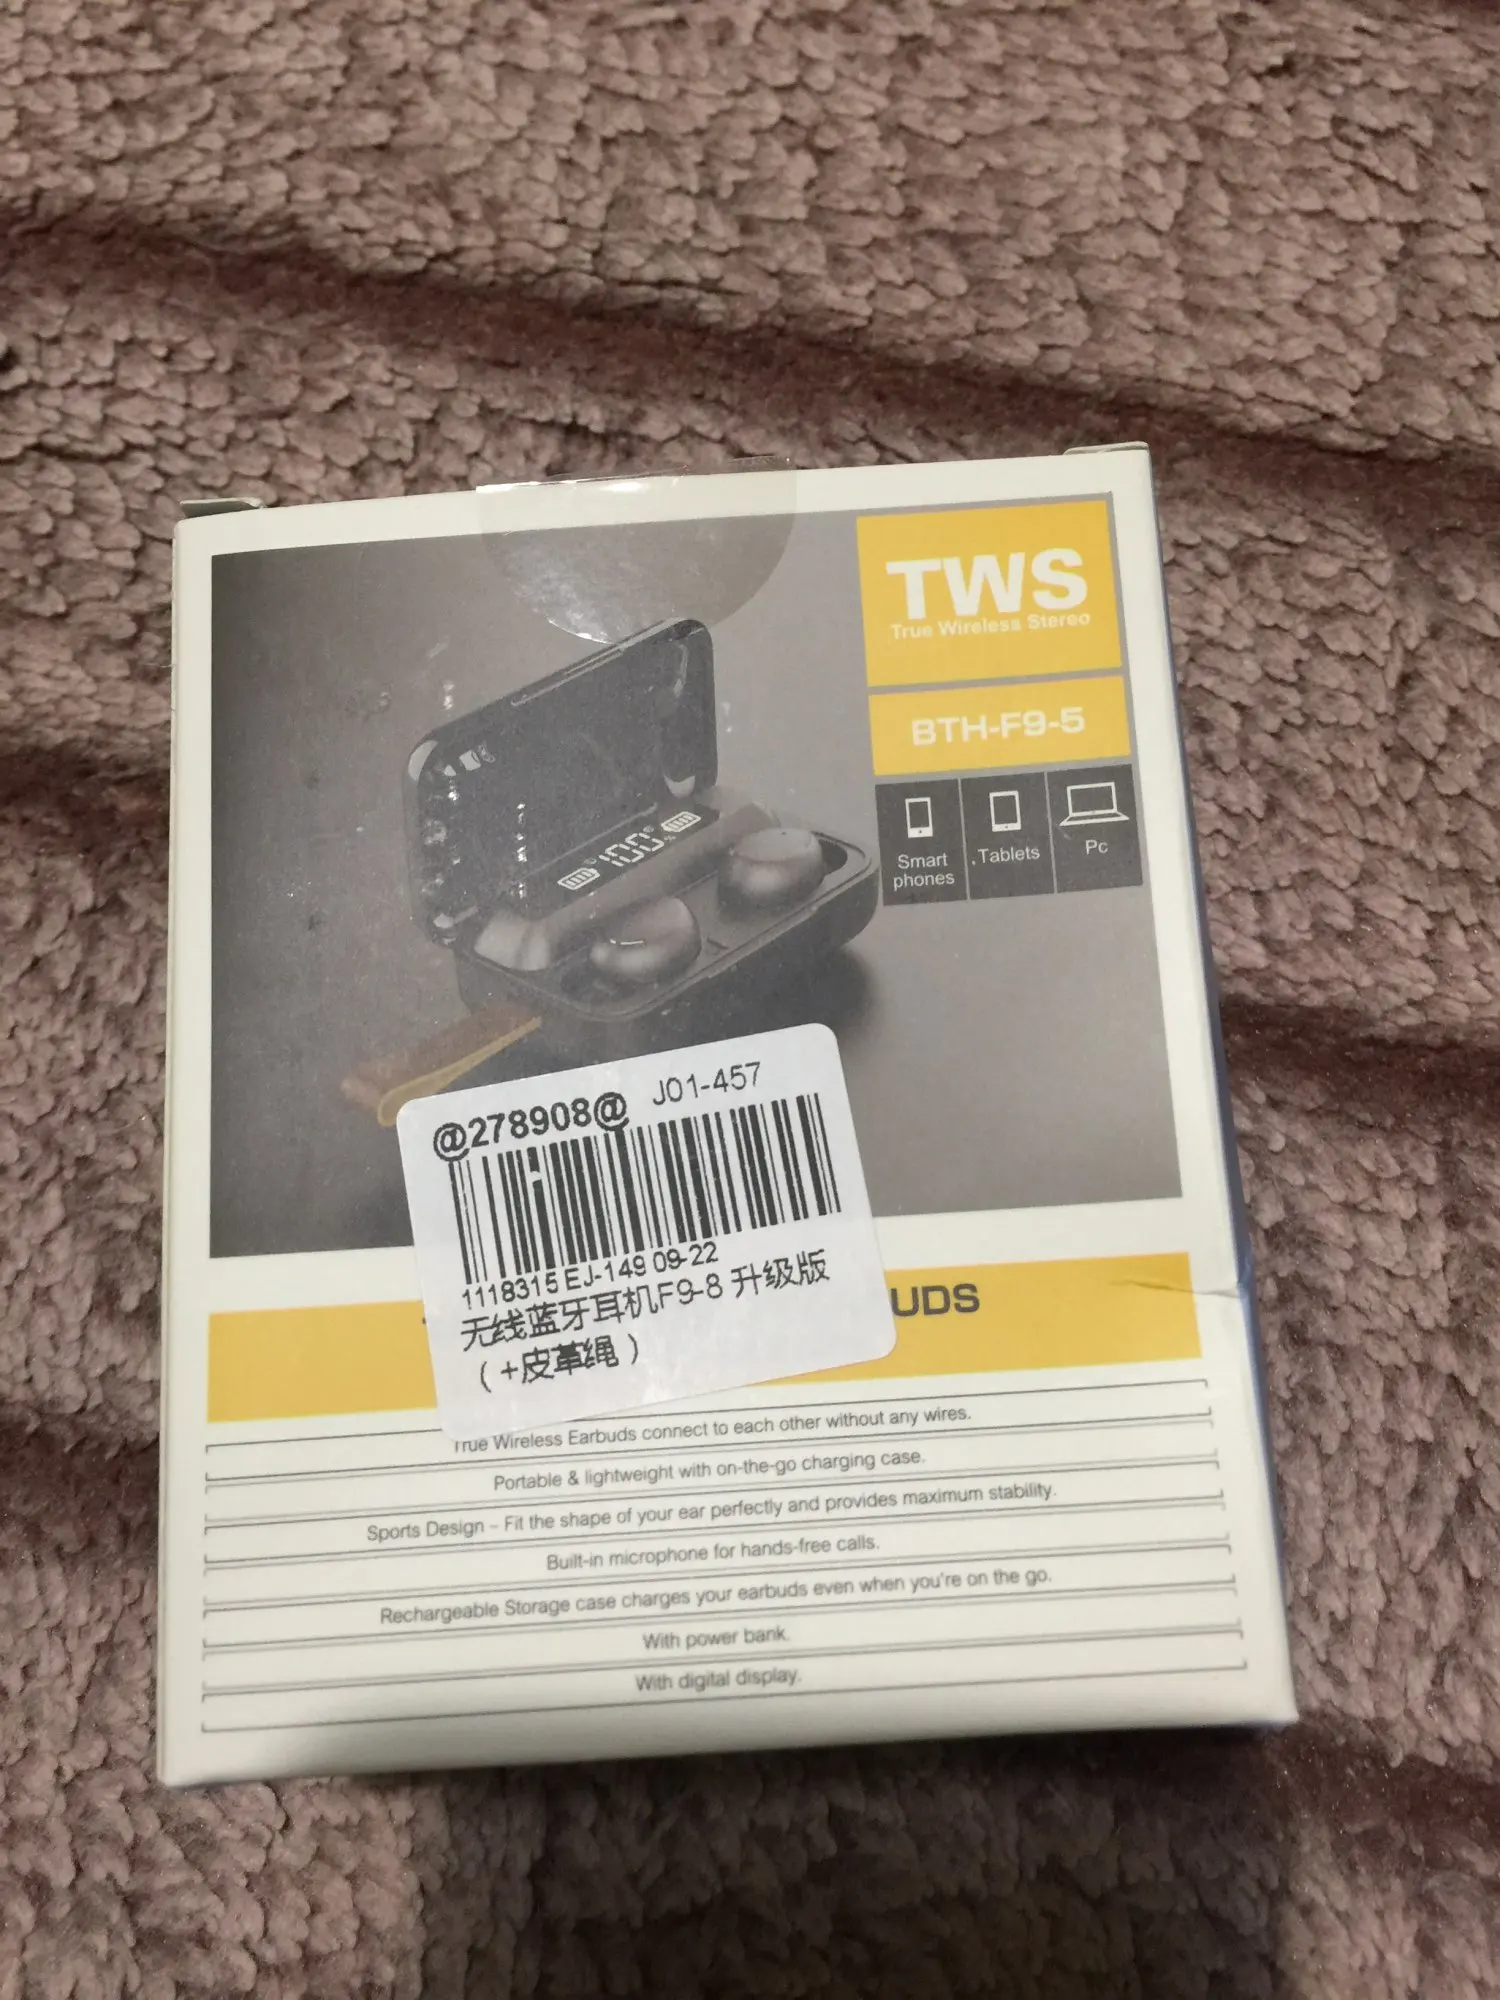 TWS
True Wireless Stereo
BTH-F9-5
Smart
phones
.Tablets
Pc
100%
@278908@ J01-457
1118315 EJ-149 09-22
无线蓝牙耳机F9-8 升级版
（+皮革绳）
UDS
True Wireless Earbuds connect to each other without any wires.
Portable & lightweight with on-the-go charging case.
Sports Design – Fit the shape of your ear perfectly and provides maximum stability.
Built-in microphone for hands-free calls.
Rechargeable Storage case charges your earbuds even when you're on the go.
With power bank.
With digital display.